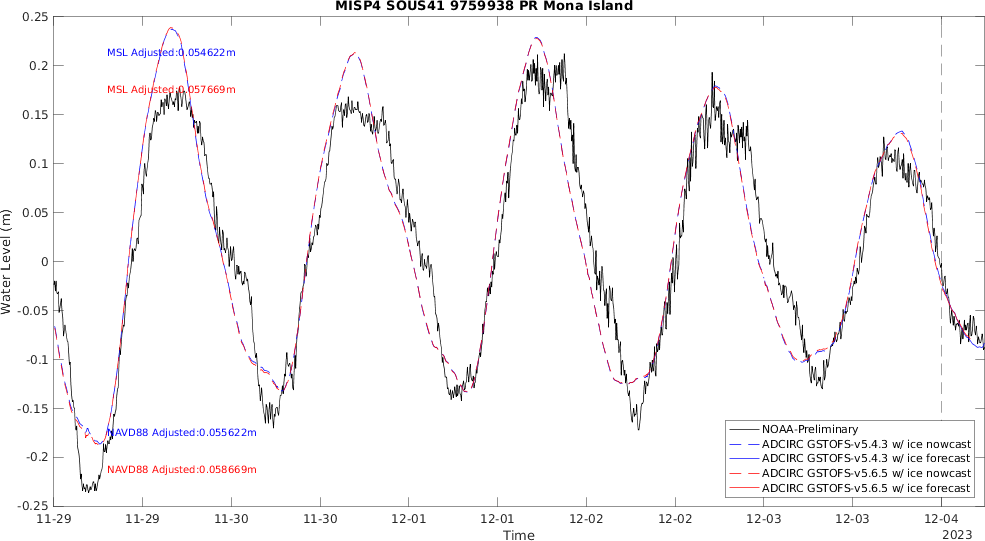 MISP4 SOUS41 9759938 PR Mona Island
0.25
0.2
0.15
0.1
0.05
0
-0.05
-0.1
-0.15
-0.2
-0.25
Water Level (m)
MSL Adjusted:0.054622m
MSL Adjusted:0.057669m
NAVD88 Adjusted:0.055622m
NAVD88 Adjusted:0.058669m
NOAA-Preliminary
ADCIRC GSTOFS-v5.4.3 w/ ice nowcast
ADCIRC GSTOFS-v5.4.3 w/ ice forecast
ADCIRC GSTOFS-v5.6.5 w/ ice nowcast
ADCIRC GSTOFS-v5.6.5 w/ ice forecast
11-29 11-29 11-30 11-30 12-01 12-01 12-02 12-02 12-03 12-03 12-04
Time
2023